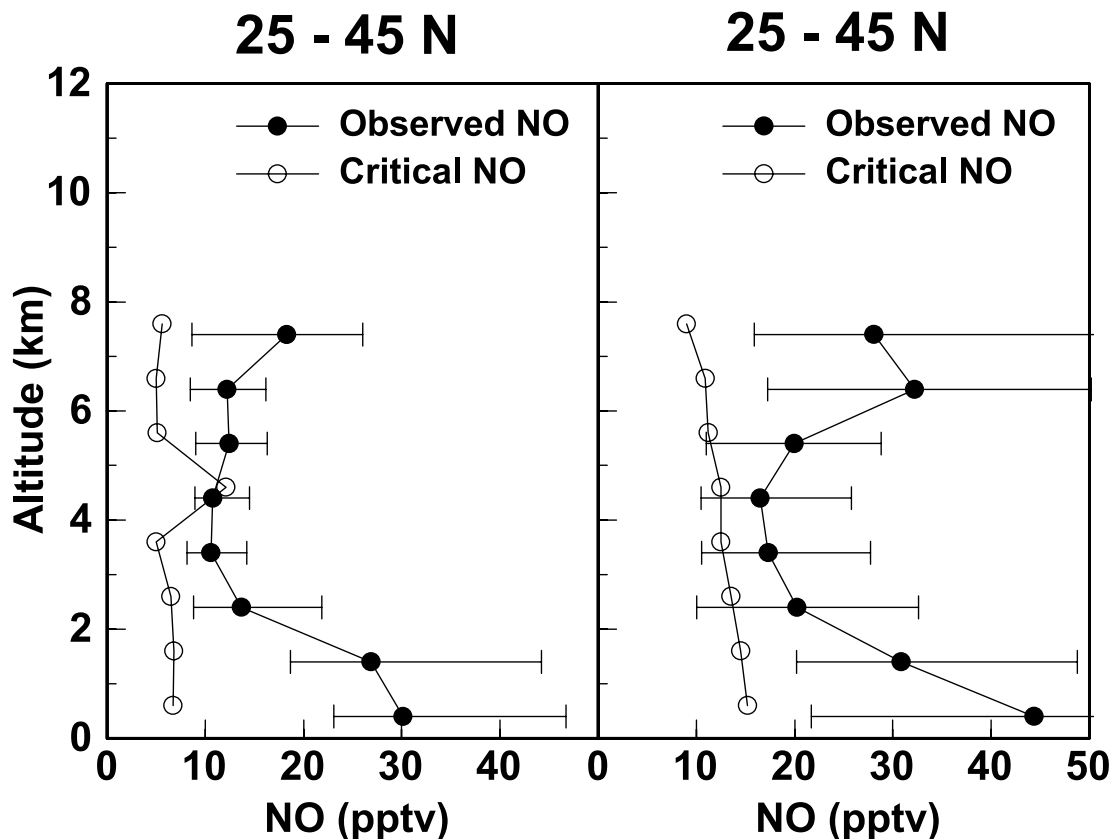 25 - 45 N
25 - 45 N
12
10
8
6
4
2
0
Altitude (km)
Observed NO
Critical NO
Observed NO
Critical NO
0 10 20 30 40 0 10 20 30 40 50
NO (pptv)
NO (pptv)